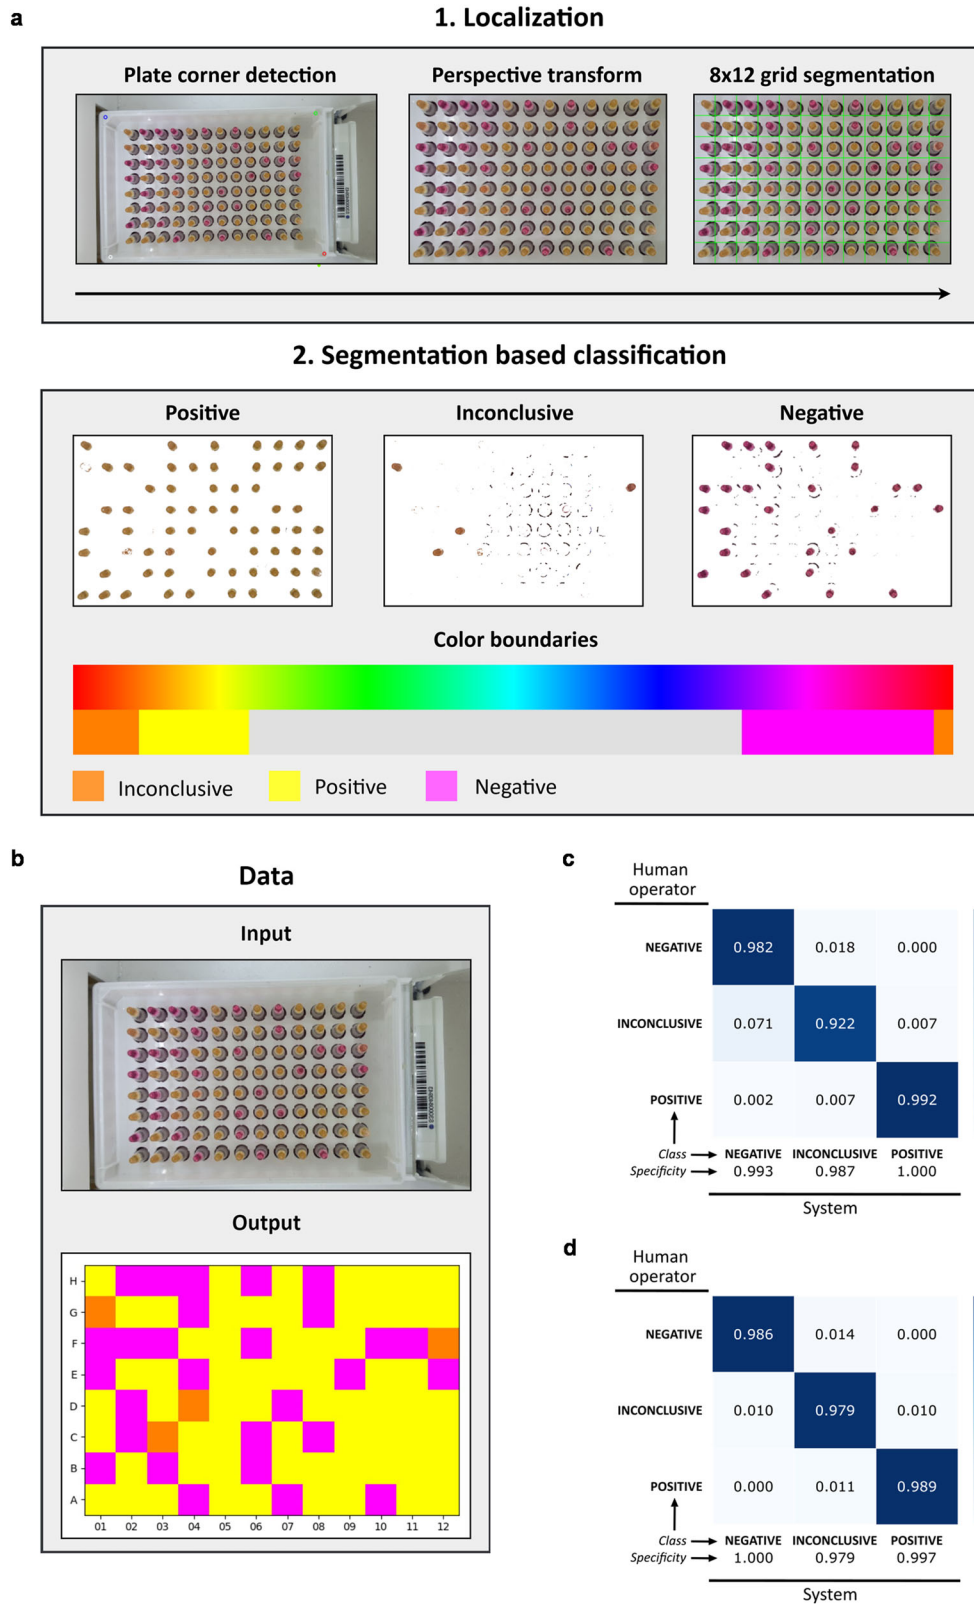 a
1. Localization
Plate corner detection
Perspective transform
8x12 grid segmentation
2. Segmentation based classification
Positive
Inconclusive
Negative
Color boundaries
Inconclusive
Positive
Negative
b
Data
Input
Output
H
G
F
E
D
C
B
A
01 02 03 04 05 06 07 08 09 10 11 12
c
Human
operator
NEGATIVE 0.982 0.018 0.000
INCONCLUSIVE 0.071 0.922 0.007
POSITIVE 0.002 0.007 0.992
Class NEGATIVE INCONCLUSIVE POSITIVE
Specificity 0.993 0.987 1.000
System
d
Human
operator
NEGATIVE 0.986 0.014 0.000
INCONCLUSIVE 0.010 0.979 0.010
POSITIVE 0.000 0.011 0.989
Class NEGATIVE INCONCLUSIVE POSITIVE
Specificity 1.000 0.979 0.997
System